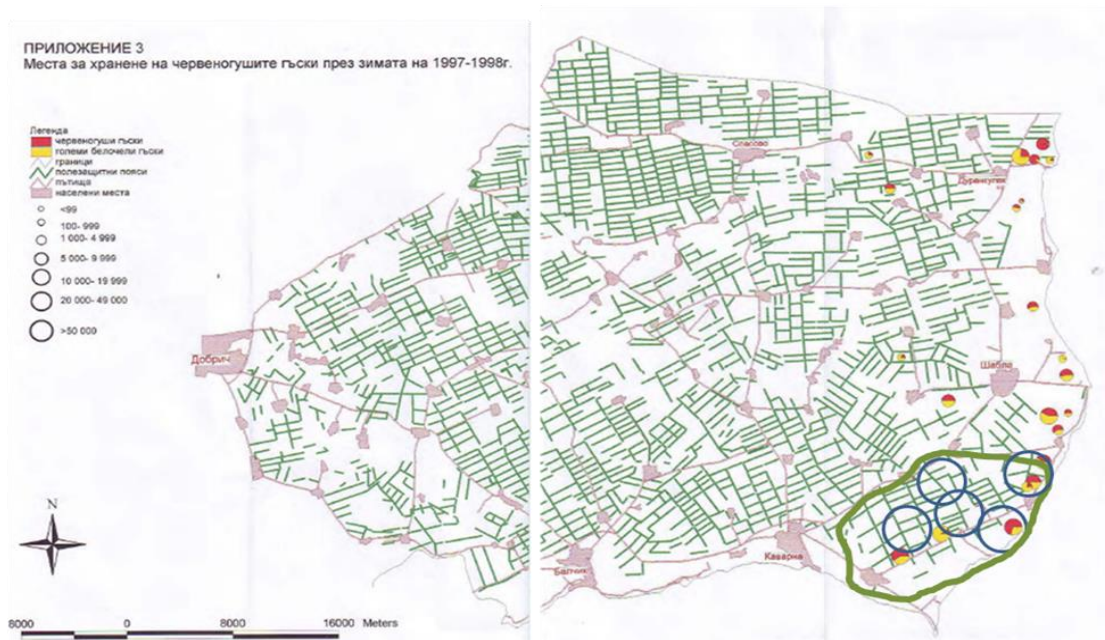 ПРИЛОЖЕНИЕ 3
Места за хранене на червеногушите гъски през зимата на 1997-1998г.
Легенда
червеногуши гъски
големи белочели гъски
граници
полезащитни пояси
пътища
населени места
<99
100- 999
1 000- 4 999
5 000- 9 999
10 000- 19 999
20 000- 49 000
>50 000
Спасово
Дуранкулак
Добрич
Шабла
Каварна
Балчик
N
8000 0 8000 16000 Meters